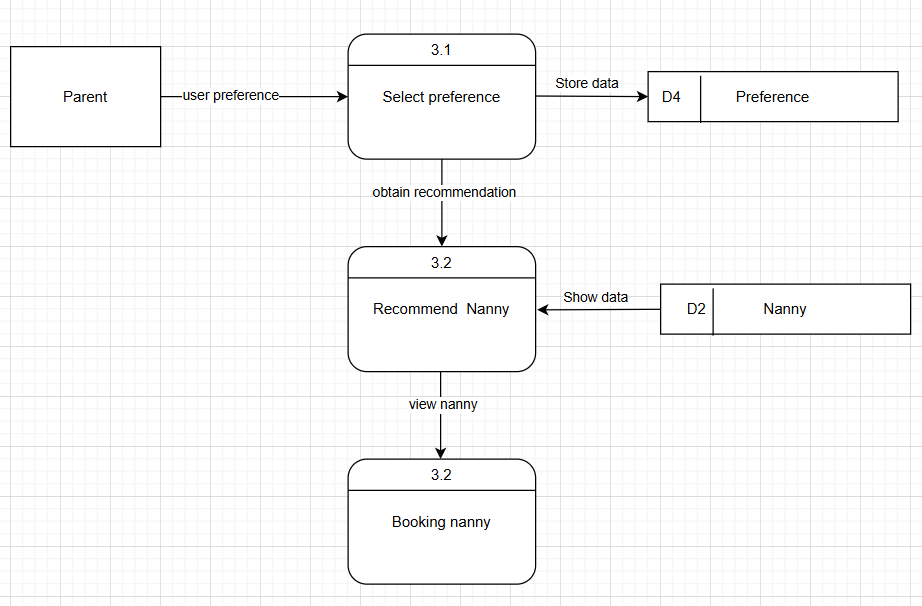 3.1
Parent
user preference
Select preference
Store data
D4
Preference
obtain recommendation
3.2
Recommend  Nanny
Show data
D2
Nanny
view nanny
3.2
Booking nanny